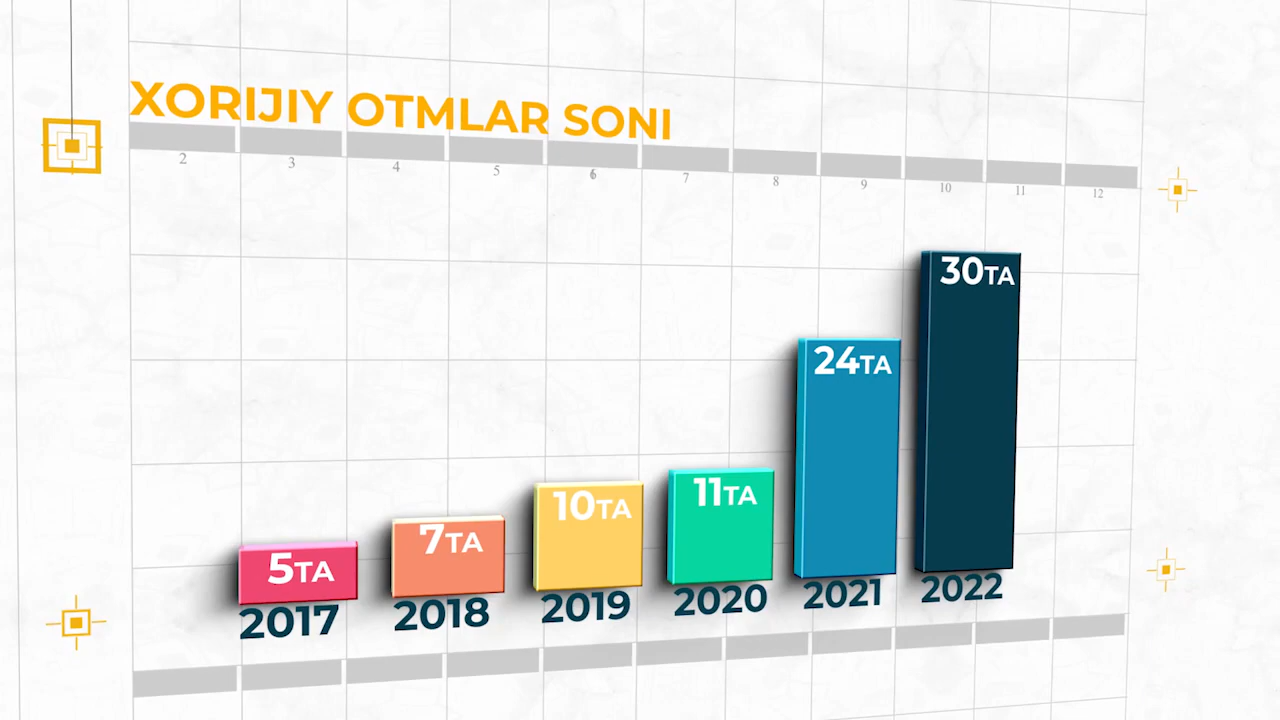 XORIJIY OTMLAR SONI
2 3 4 5 6 7 8 9 10 11 12
30TA
24TA
11TA
10TA
7TA
5TA
2017 2018 2019 2020 2021 2022